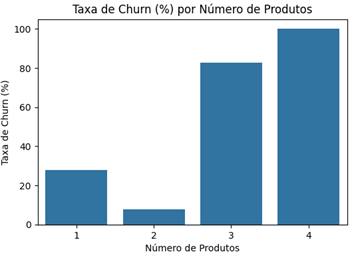 Taxa de Churn (%) por Número de Produtos
Taxa de Churn (%)
100
80
60
40
20
0
1 2 3 4
Número de Produtos